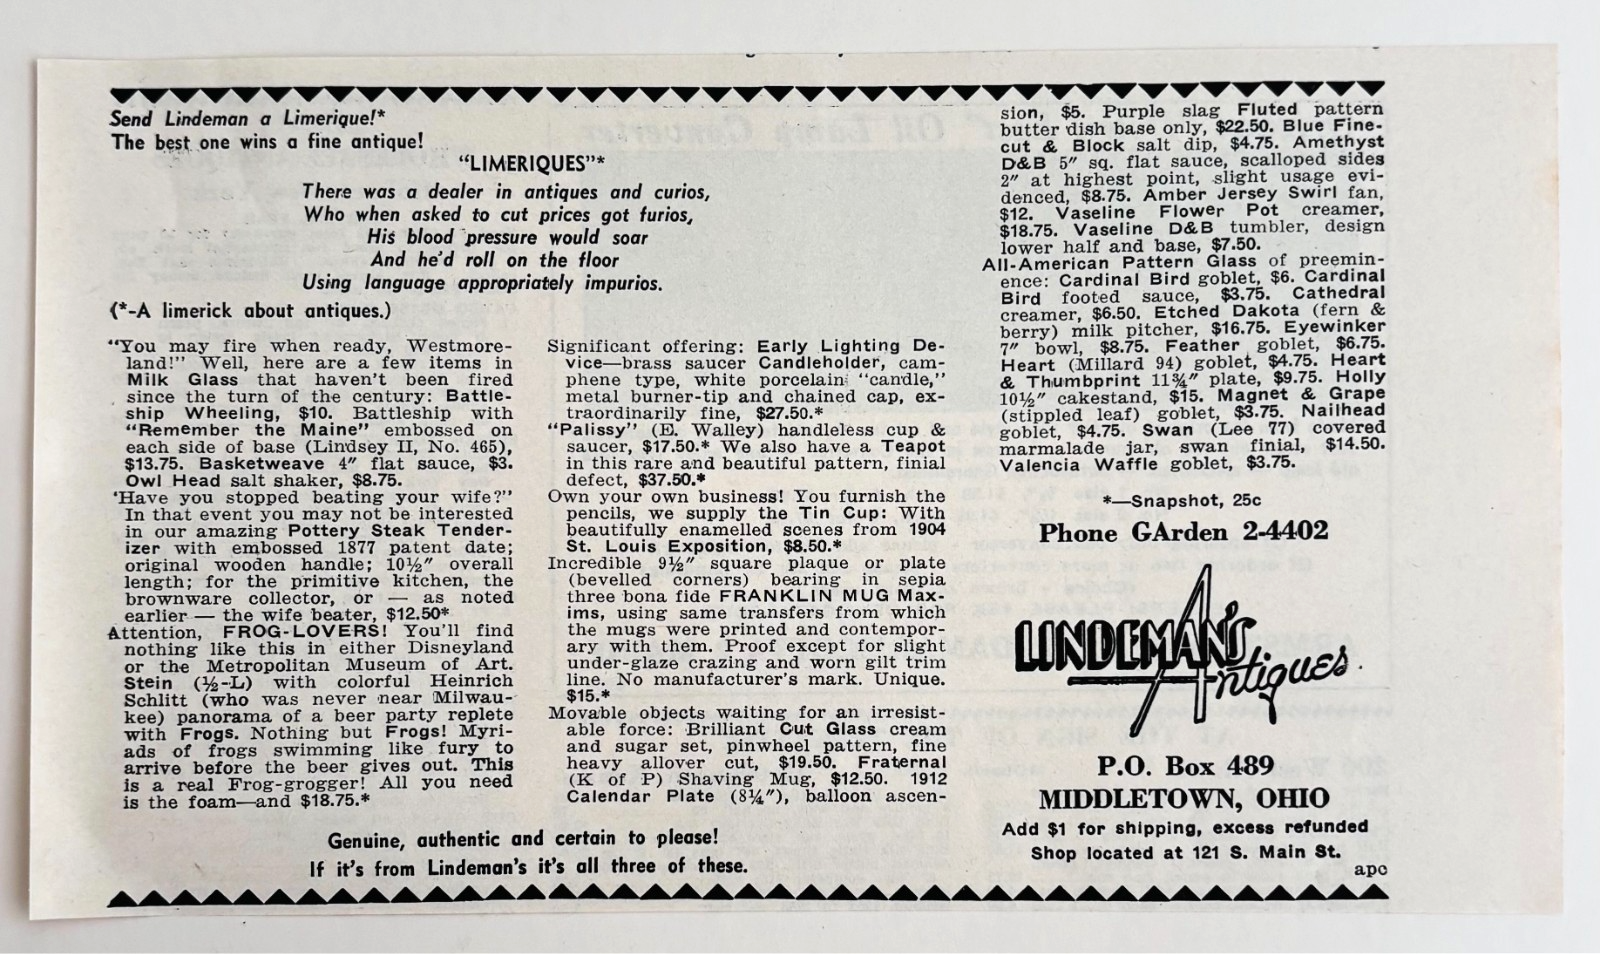 Send Lindeman a Limerique!*
The best one wins a fine antique!
"LIMERIQUES"*
There was a dealer in antiques and curios,
Who when asked to cut prices got furios,
His blood pressure would soar
And he'd roll on the floor
Using language appropriately impurios.
(*-A limerick about antiques.)
"You may fire when ready, Westmore-
land!" Well, here are a few items in
Milk Glass that haven't been fired
since the turn of the century: Battle-
ship Wheeling, $10. Battleship with
"Remember the Maine" embossed on
each side of base (Lindsey II, No. 465),
$13.75. Basketweave 4" flat sauce, $3.
Owl Head salt shaker, $8.75.
'Have you stopped beating your wife?"
In that event you may not be interested
in our amazing Pottery Steak Tender-
izer with embossed 1877 patent date;
original wooden handle; 10½" overall
length; for the primitive kitchen, the
brownware collector, or — as noted
earlier — the wife beater, $12.50*
Attention, FROG-LOVERS! You'll find
nothing like this in either Disneyland
or the Metropolitan Museum of Art.
Stein (½-L) with colorful Heinrich
Schlitt (who was never near Milwau-
kee) panorama of a beer party replete
with Frogs. Nothing but Frogs! Myri-
ads of frogs swimming like fury to
arrive before the beer gives out. This
is a real Frog-grogger! All you need
is the foam—and $18.75.*
Significant offering: Early Lighting De-
vice—brass saucer Candleholder, cam-
phene type, white porcelain "candle,"
metal burner-tip and chained cap, ex-
traordinarily fine, $27.50.*
"Palissy" (E. Walley) handleless cup &
saucer, $17.50.* We also have a Teapot
in this rare and beautiful pattern, finial
defect, $37.50.*
Own your own business! You furnish the
pencils, we supply the Tin Cup: With
beautifully enamelled scenes from 1904
St. Louis Exposition, $8.50.*
Incredible 9½" square plaque or plate
(bevelled corners) bearing in sepia
three bona fide FRANKLIN MUG Max-
ims, using same transfers from which
the mugs were printed and contempor-
ary with them. Proof except for slight
under-glaze crazing and worn gilt trim
line. No manufacturer's mark. Unique.
$15.*
Movable objects waiting for an irresist-
able force: Brilliant Cut Glass cream
and sugar set, pinwheel pattern, fine
heavy allover cut, $19.50. Fraternal
(K of P) Shaving Mug, $12.50. 1912
Calendar Plate (8¼"), balloon ascen-
sion, $5. Purple slag Fluted pattern
butter dish base only, $22.50. Blue Fine-
cut & Block salt dip, $4.75. Amethyst
D&B 5" sq. flat sauce, scalloped sides
2" at highest point, slight usage evi-
denced, $8.75. Amber Jersey Swirl fan,
$12. Vaseline Flower Pot creamer,
$18.75. Vaseline D&B tumbler, design
lower half and base, $7.50.
All-American Pattern Glass of preemin-
ence: Cardinal Bird goblet, $6. Cardinal
Bird footed sauce, $3.75. Cathedral
creamer, $6.50. Etched Dakota (fern &
berry) milk pitcher, $16.75. Eyewinker
7" bowl, $8.75. Feather goblet, $6.75.
Heart (Millard 94) goblet, $4.75. Heart
& Thumbprint 11¾" plate, $9.75. Holly
10½" cakestand, $15. Magnet & Grape
(stippled leaf) goblet, $3.75. Nailhead
goblet, $4.75. Swan (Lee 77) covered
marmalade jar, swan finial, $14.50.
Valencia Waffle goblet, $3.75.
*—Snapshot, 25c
Phone GArden 2-4402
LINDEMAN'S
Antiques
P.O. Box 489
MIDDLETOWN, OHIO
Add $1 for shipping, excess refunded
Shop located at 121 S. Main St.
apc
Genuine, authentic and certain to please!
If it's from Lindeman's it's all three of these.